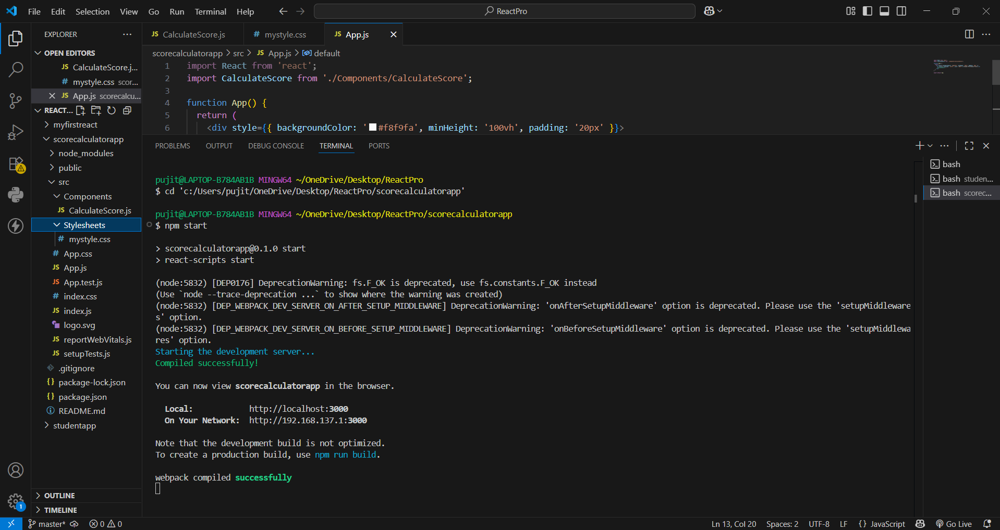 File Edit Selection View Go Run Terminal Help
ReactPro
EXPLORER
OPEN EDITORS
JS CalculateScore.j...
# mystyle.css scor...
JS App.js scorecalcu...
REACT...
myfirstreact
scorecalculatorapp
node_modules
public
src
Components
JS CalculateScore.js
Stylesheets
# mystyle.css
# App.css
JS App.js
JS App.test.js
# index.css
JS index.js
logo.svg
JS reportWebVitals.js
JS setupTests.js
.gitignore
{} package-lock.json
{} package.json
README.md
studentapp
OUTLINE
TIMELINE
JS CalculateScore.js
# mystyle.css
JS App.js
scorecalculatorapp > src > JS App.js > default
1 import React from 'react';
2 import CalculateScore from './Components/CalculateScore';
3
4 function App() {
5 return (
6 <div style={{ backgroundColor: '#f8f9fa', minHeight: '100vh', padding: '20px' }}>
PROBLEMS OUTPUT DEBUG CONSOLE TERMINAL PORTS
pujit@LAPTOP-B784AB1B MINGW64 ~/OneDrive/Desktop/ReactPro
$ cd 'c:/Users/pujit/OneDrive/Desktop/ReactPro/scorecalculatorapp'
pujit@LAPTOP-B784AB1B MINGW64 ~/OneDrive/Desktop/ReactPro/scorecalculatorapp
$ npm start
> scorecalculatorapp@0.1.0 start
> react-scripts start
(node:5832) [DEP0176] DeprecationWarning: fs.F_OK is deprecated, use fs.constants.F_OK instead
(Use `node --trace-deprecation ...` to show where the warning was created)
(node:5832) [DEP_WEBPACK_DEV_SERVER_ON_AFTER_SETUP_MIDDLEWARE] DeprecationWarning: 'onAfterSetupMiddleware' option is deprecated. Please use the 'setupMiddleware
s' option.
(node:5832) [DEP_WEBPACK_DEV_SERVER_ON_BEFORE_SETUP_MIDDLEWARE] DeprecationWarning: 'onBeforeSetupMiddleware' option is deprecated. Please use the 'setupMiddlewa
res' option.
Starting the development server...
Compiled successfully!
You can now view scorecalculatorapp in the browser.
Local: http://localhost:3000
On Your Network: http://192.168.137.1:3000
Note that the development build is not optimized.
To create a production build, use npm run build.
webpack compiled successfully
bash
bash studen...
bash scorec...
1
master* 0 0
Ln 13, Col 20 Spaces: 2 UTF-8 LF {} JavaScript Go Live